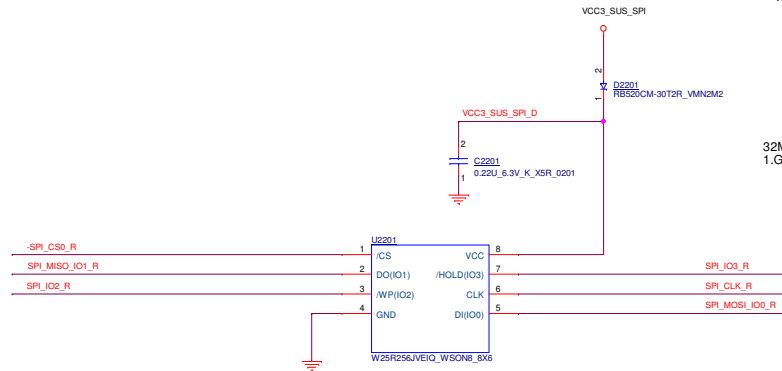 VCC3_SUS_SPI
2
D2201
RB520CM-30T2R_VMN2M2
1
VCC3_SUS_SPI_D
2
C2201
0.22U_6.3V_K_X5R_0201
1
32M
1.G
U2201
-SPI_CS0_R 1 /CS VCC 8
SPI_MISO_IO1_R 2 DO(IO1) /HOLD(IO3) 7 SPI_IO3_R
SPI_IO2_R 3 /WP(IO2) CLK 6 SPI_CLK_R
4 GND DI(IO0) 5 SPI_MOSI_IO0_R
W25R256JVEIQ_WSON8_8X6